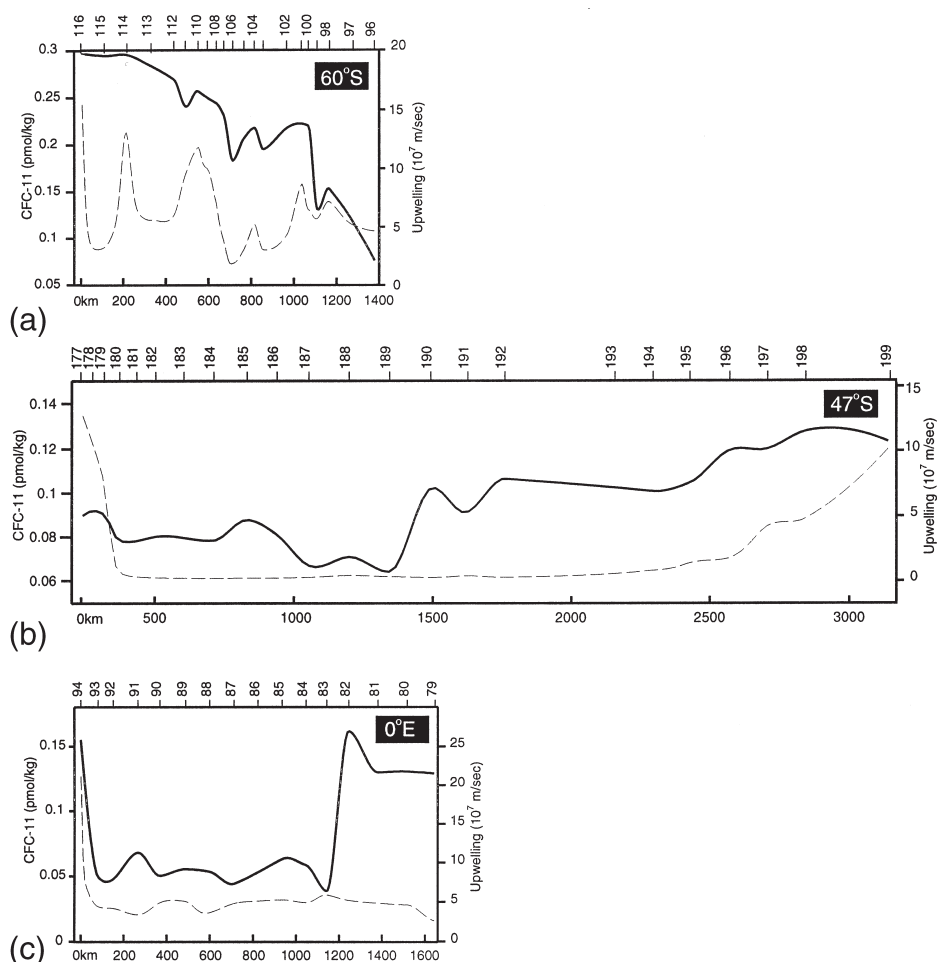 116 115 114 113 112 110 108 106 104 102 100 98 97 96
0.3 20
60°S
0.25
15
0.2
CFC-11 (pmol/kg) Upwelling (10⁷ m/sec)
10
0.15
5
0.1
0.05 0
0km 200 400 600 800 1000 1200 1400
(a)
177 178 179 180 181 182 183 184 185 186 187 188 189 190 191 192 193 194 195 196 197 198 199
15
0.14 47°S
0.12 10
CFC-11 (pmol/kg) Upwelling (10⁷ m/sec)
0.1
5
0.08
0.06 0
0km 500 1000 1500 2000 2500 3000
(b)
94 93 92 91 90 89 88 87 86 85 84 83 82 81 80 79
0°E
0.15 25
20
CFC-11 (pmol/kg) Upwelling (10⁷ m/sec)
0.1
15
10
0.05
5
0 0
0km 200 400 600 800 1000 1200 1400 1600
(c)